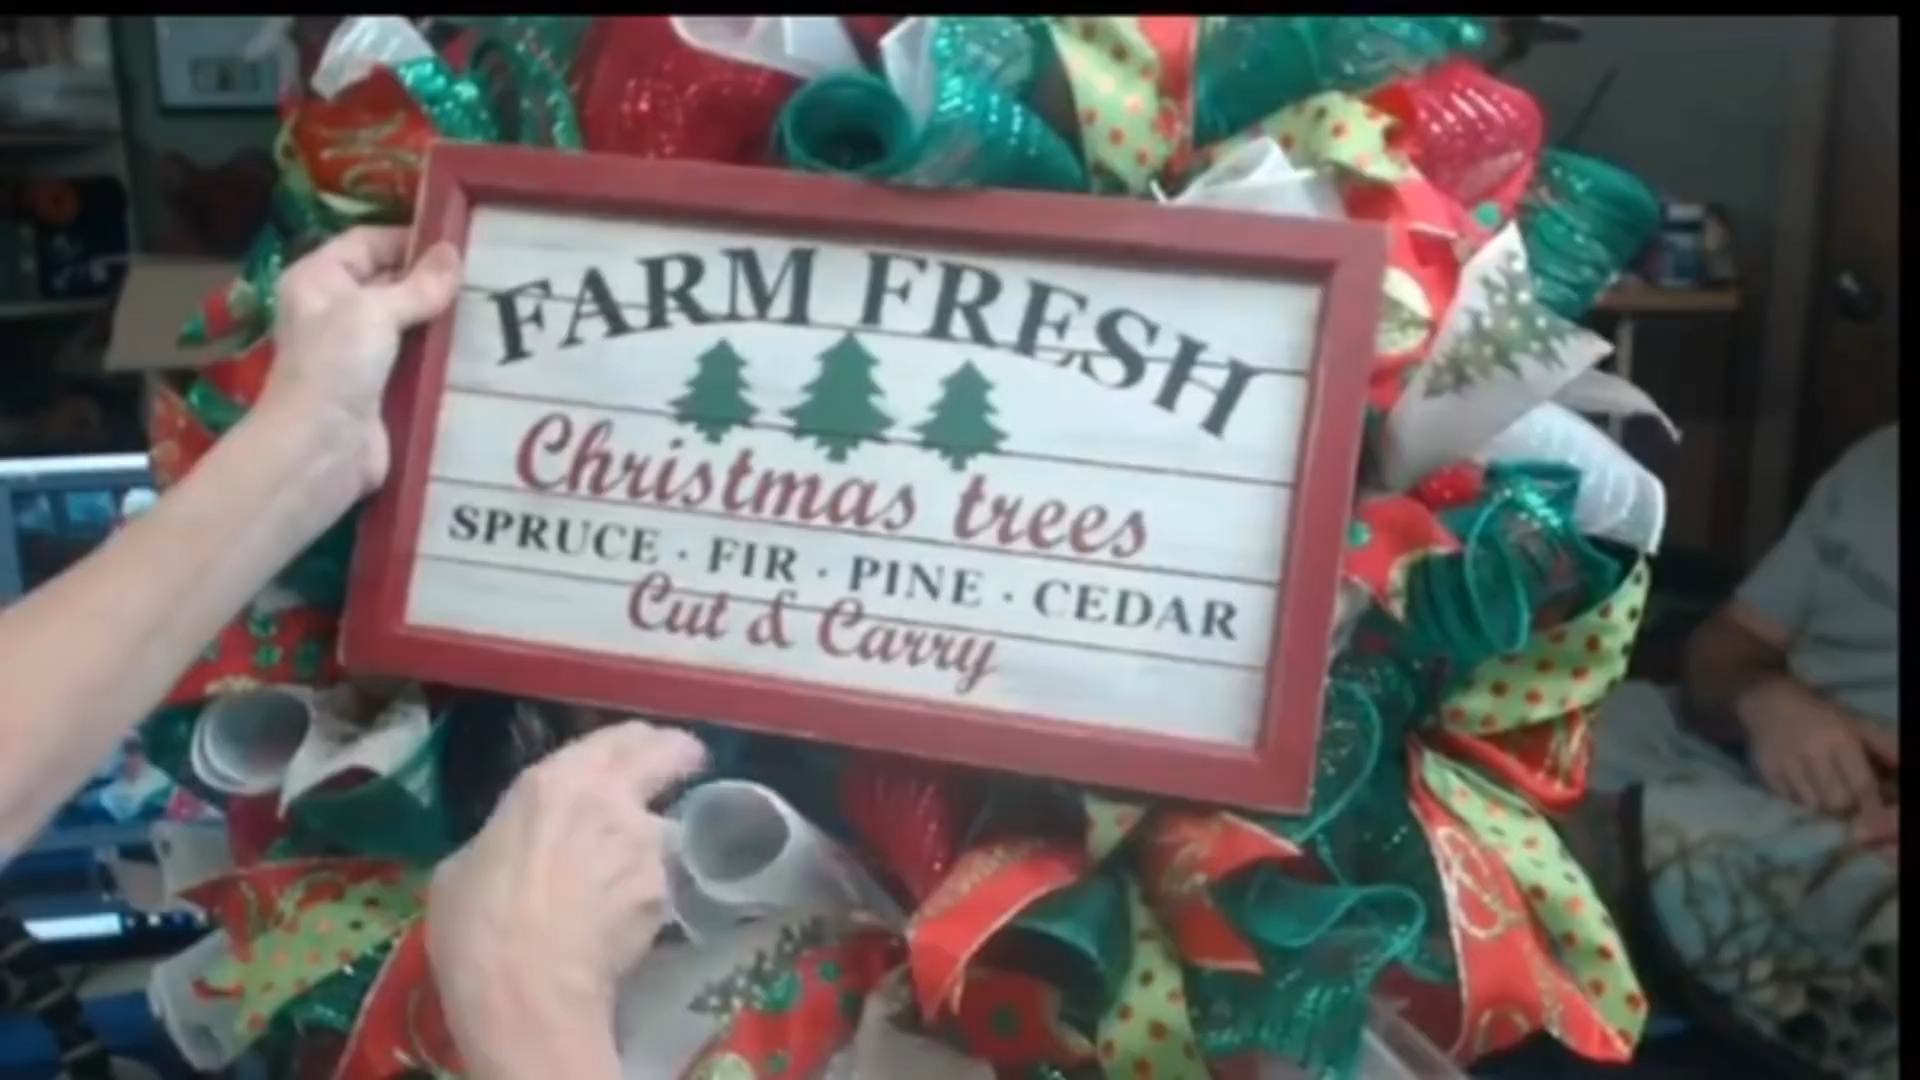 FARM FRESH
Christmas trees
SPRUCE · FIR · PINE · CEDAR
Cut & Carry